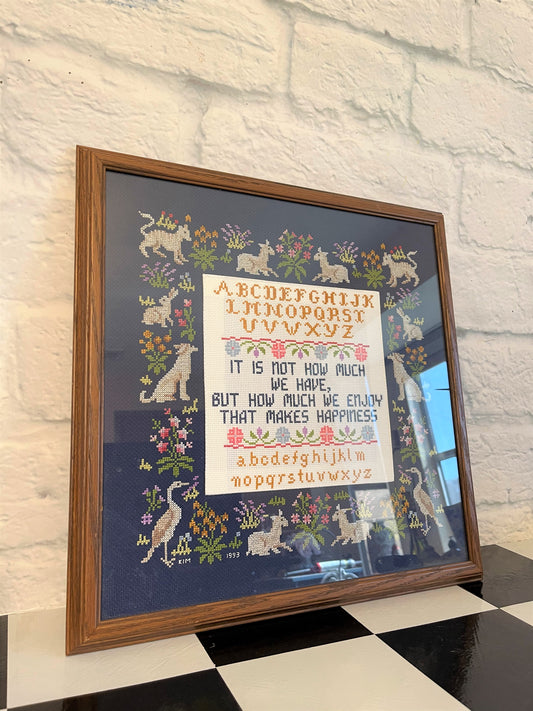 ABCDEFGHIJK
LMNOPQRST
UVWXYZ
IT IS NOT HOW MUCH
WE HAVE,
BUT HOW MUCH WE ENJOY
THAT MAKES HAPPINESS
abcdefghijklm
nopqrstuvwxyz
KIM 1993